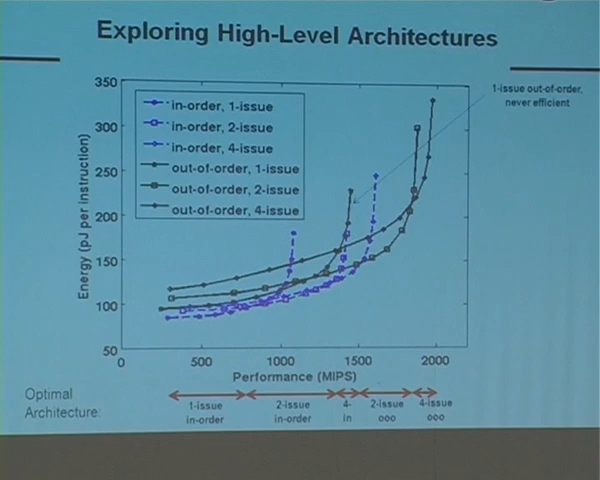 Exploring High-Level Architectures
350
300
250
200
150
100
50
Energy (pJ per instruction)
in-order, 1-issue
in-order, 2-issue
in-order, 4-issue
out-of-order, 1-issue
out-of-order, 2-issue
out-of-order, 4-issue
1-issue out-of-order,
never efficient
0 500 1000 1500 2000
Performance (MIPS)
Optimal
Architecture:
1-issue
in-order
2-issue
in-order
4-
in
2-issue
ooo
4-issue
ooo